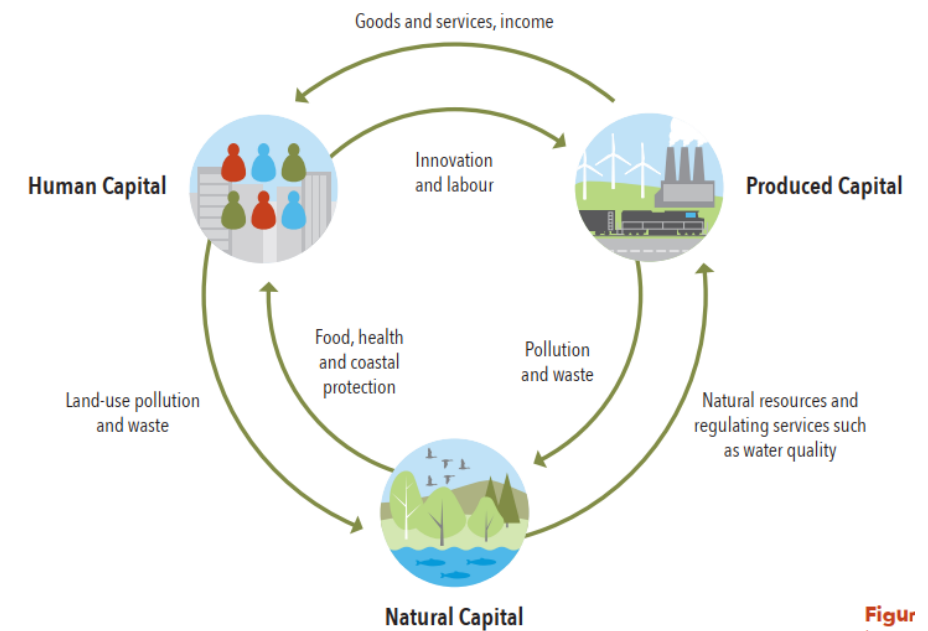 Goods and services, income
Innovation
and labour
Human Capital
Produced Capital
Food, health
and coastal
protection
Pollution
and waste
Land-use pollution
and waste
Natural resources and
regulating services such
as water quality
Natural Capital
Figur